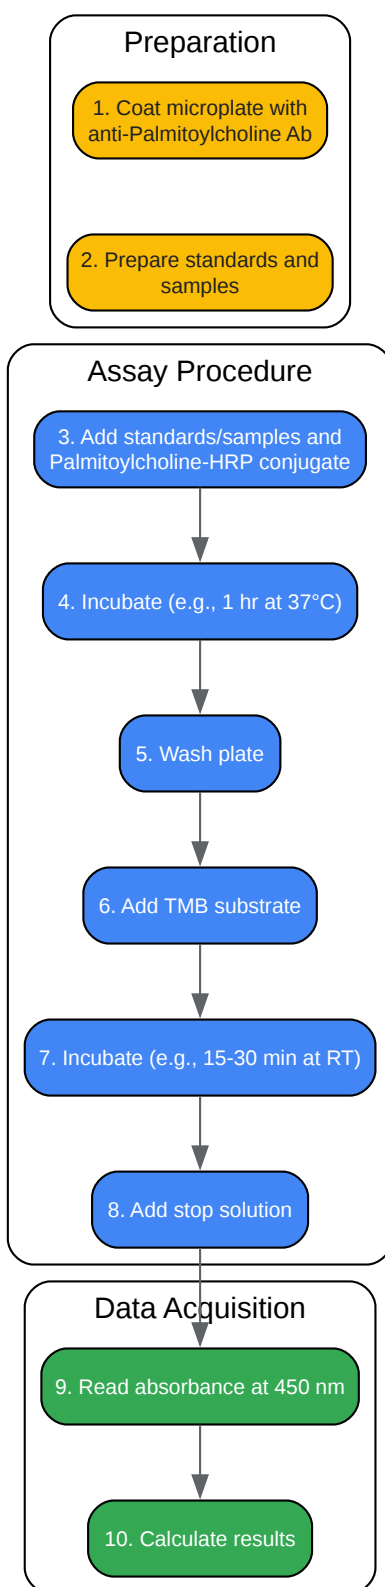 Preparation
1. Coat microplate with
anti-Palmitoylcholine Ab
2. Prepare standards and
samples
Assay Procedure
3. Add standards/samples and
Palmitoylcholine-HRP conjugate
4. Incubate (e.g., 1 hr at 37°C)
5. Wash plate
6. Add TMB substrate
7. Incubate (e.g., 15-30 min at RT)
8. Add stop solution
Data Acquisition
9. Read absorbance at 450 nm
10. Calculate results